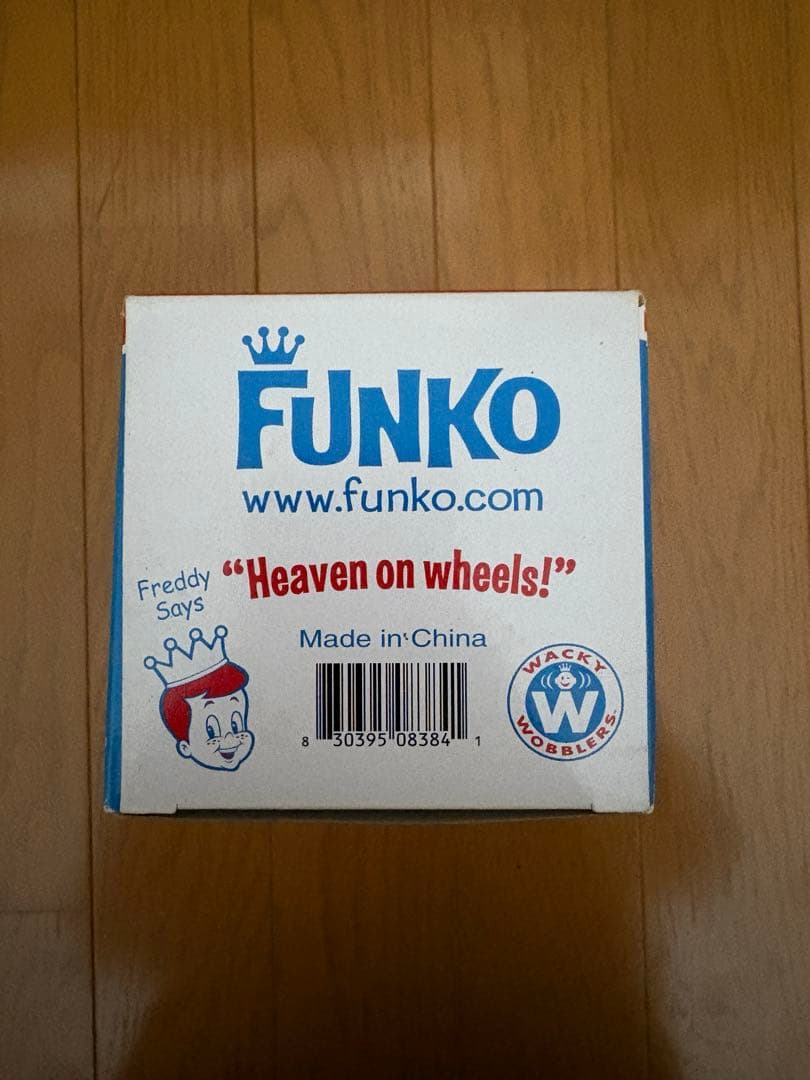 FUNKO
www.funko.com
Freddy Says
“Heaven on wheels!”
Made in China
8 30395 08384 1
WACKY
W
WOBBLERS